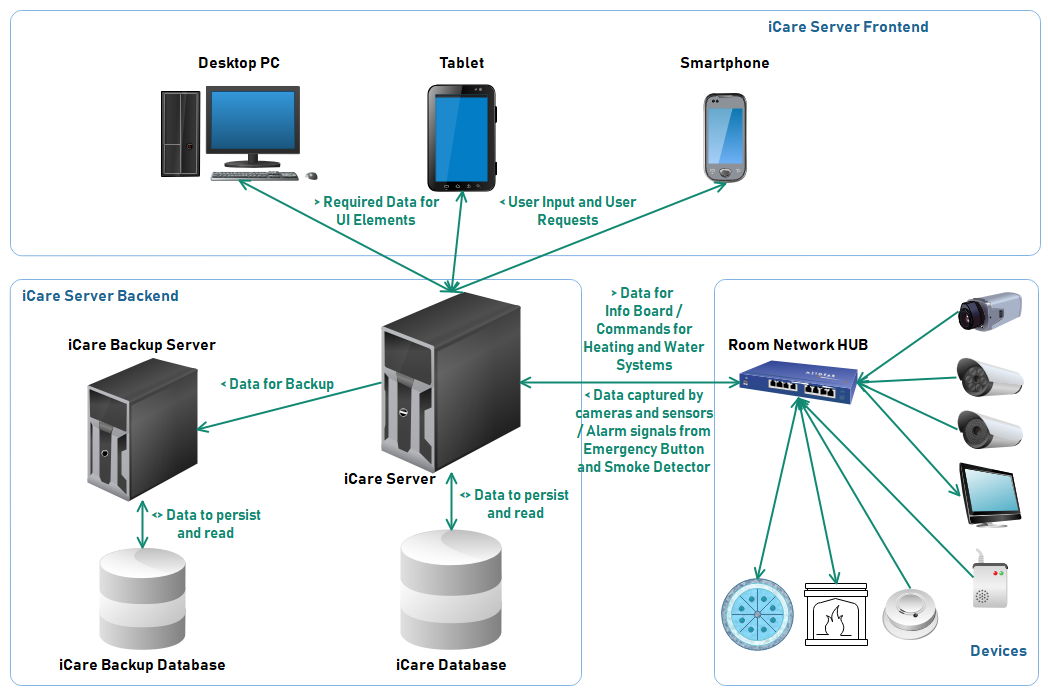 iCare Server Frontend
Desktop PC
Tablet
Smartphone
> Required Data for
UI Elements
< User Input and User
Requests
iCare Server Backend
> Data for
Info Board /
Commands for
Heating and Water
Systems
iCare Backup Server
Room Network HUB
NETGEAR
< Data for Backup
< Data captured by
cameras and sensors
/ Alarm signals from
Emergency Button
and Smoke Detector
iCare Server
<> Data to persist
and read
<> Data to persist
and read
iCare Backup Database
iCare Database
Devices